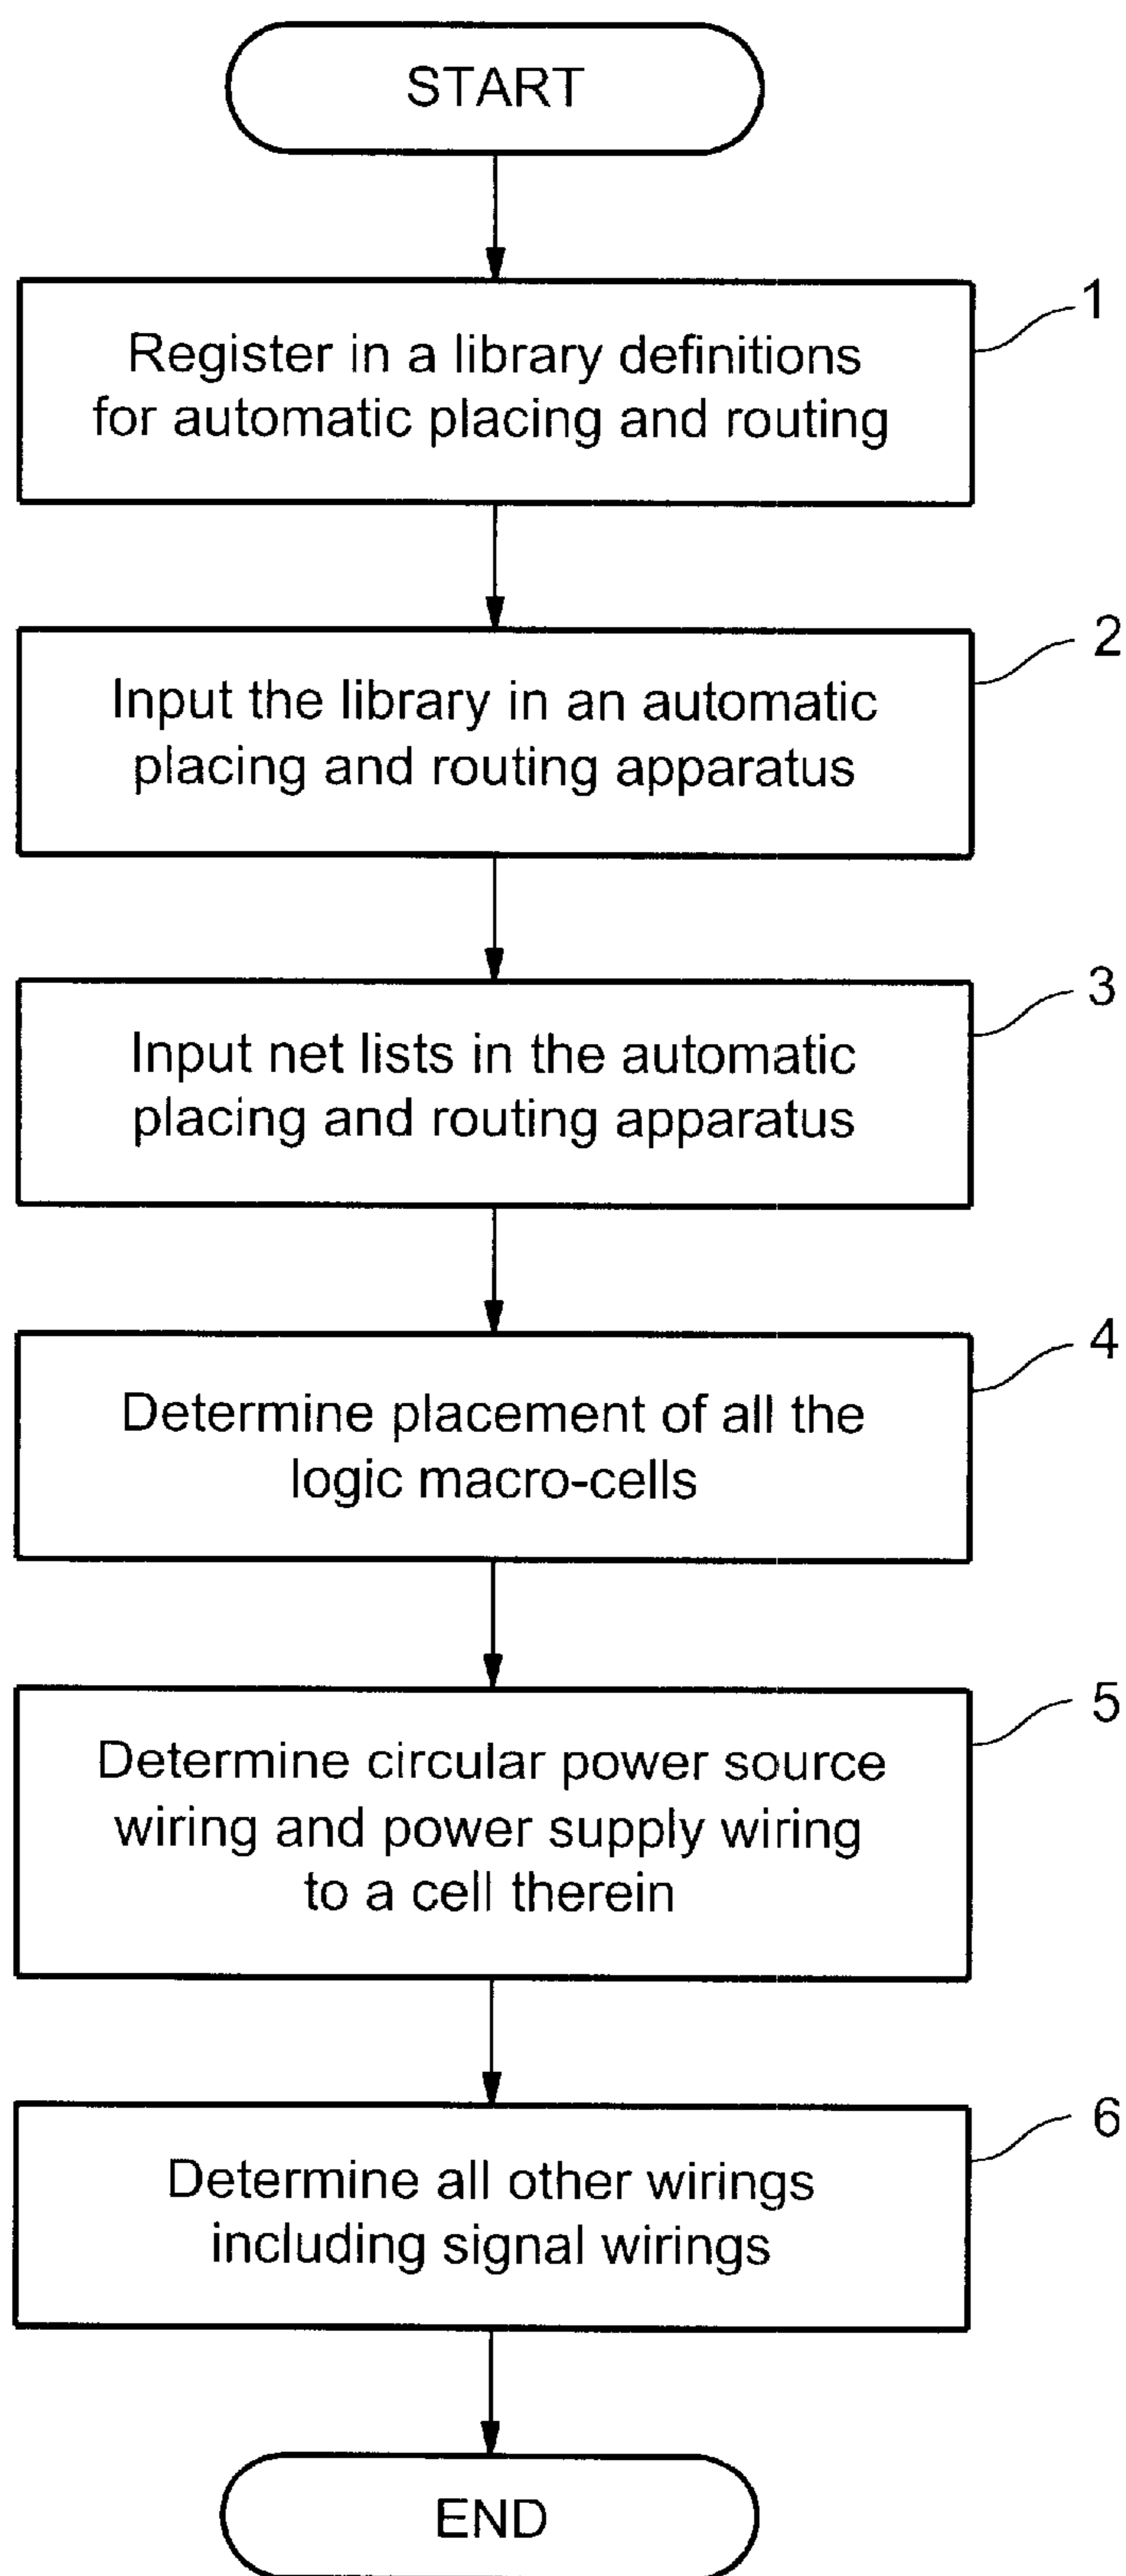 START
1
Register in a library definitions
for automatic placing and routing
2
Input the library in an automatic
placing and routing apparatus
3
Input net lists in the automatic
placing and routing apparatus
4
Determine placement of all the
logic macro-cells
5
Determine circular power source
wiring and power supply wiring
to a cell therein
6
Determine all other wirings
including signal wirings
END